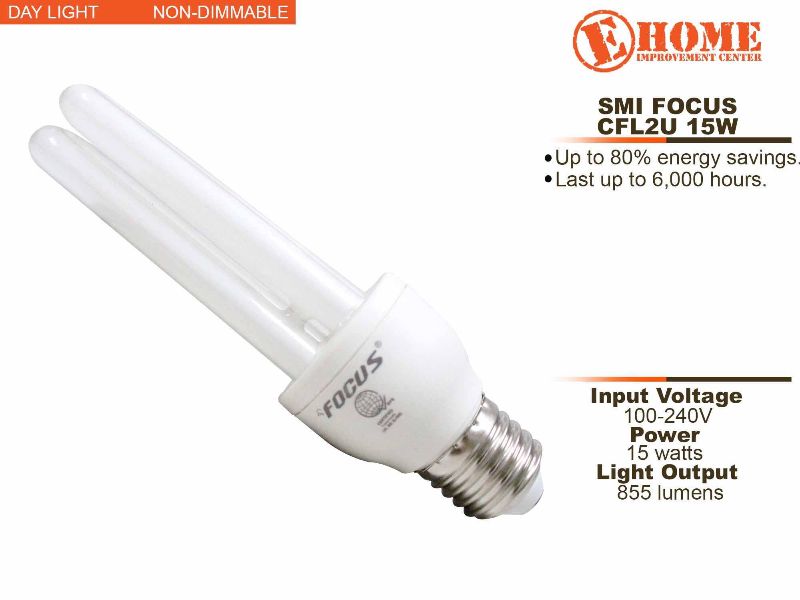 DAY LIGHT NON-DIMMABLE
E HOME
IMPROVEMENT CENTER
SMI FOCUS
CFL2U 15W
•Up to 80% energy savings.
•Last up to 6,000 hours.
FOCUS®
Input Voltage
100-240V
Power
15 watts
Light Output
855 lumens